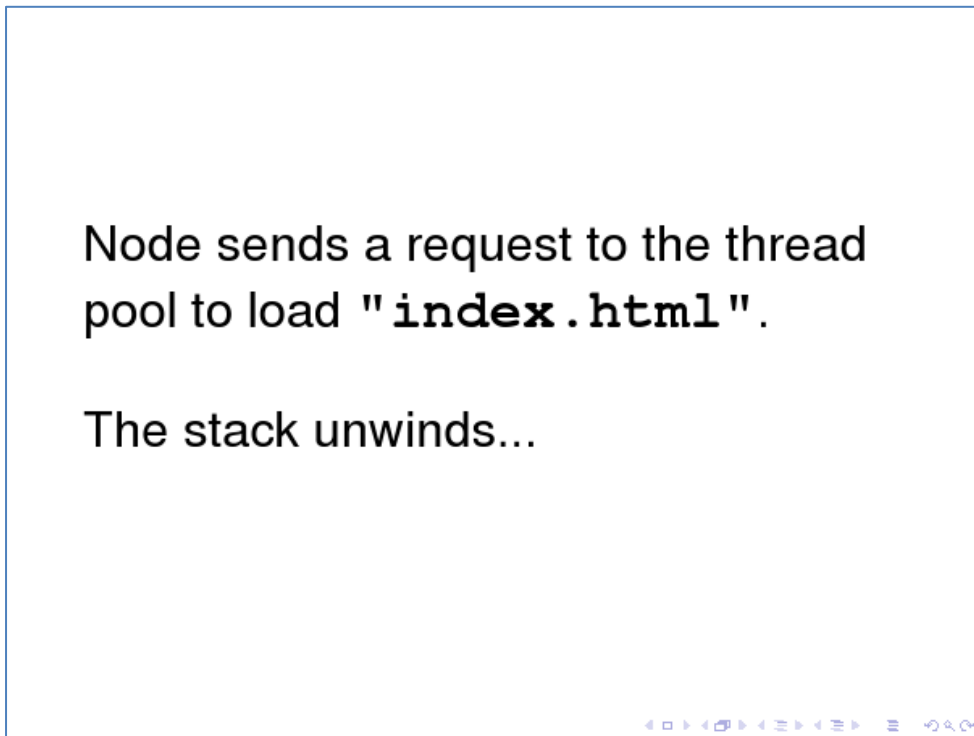 Node sends a request to the thread
pool to load "index.html".
The stack unwinds...